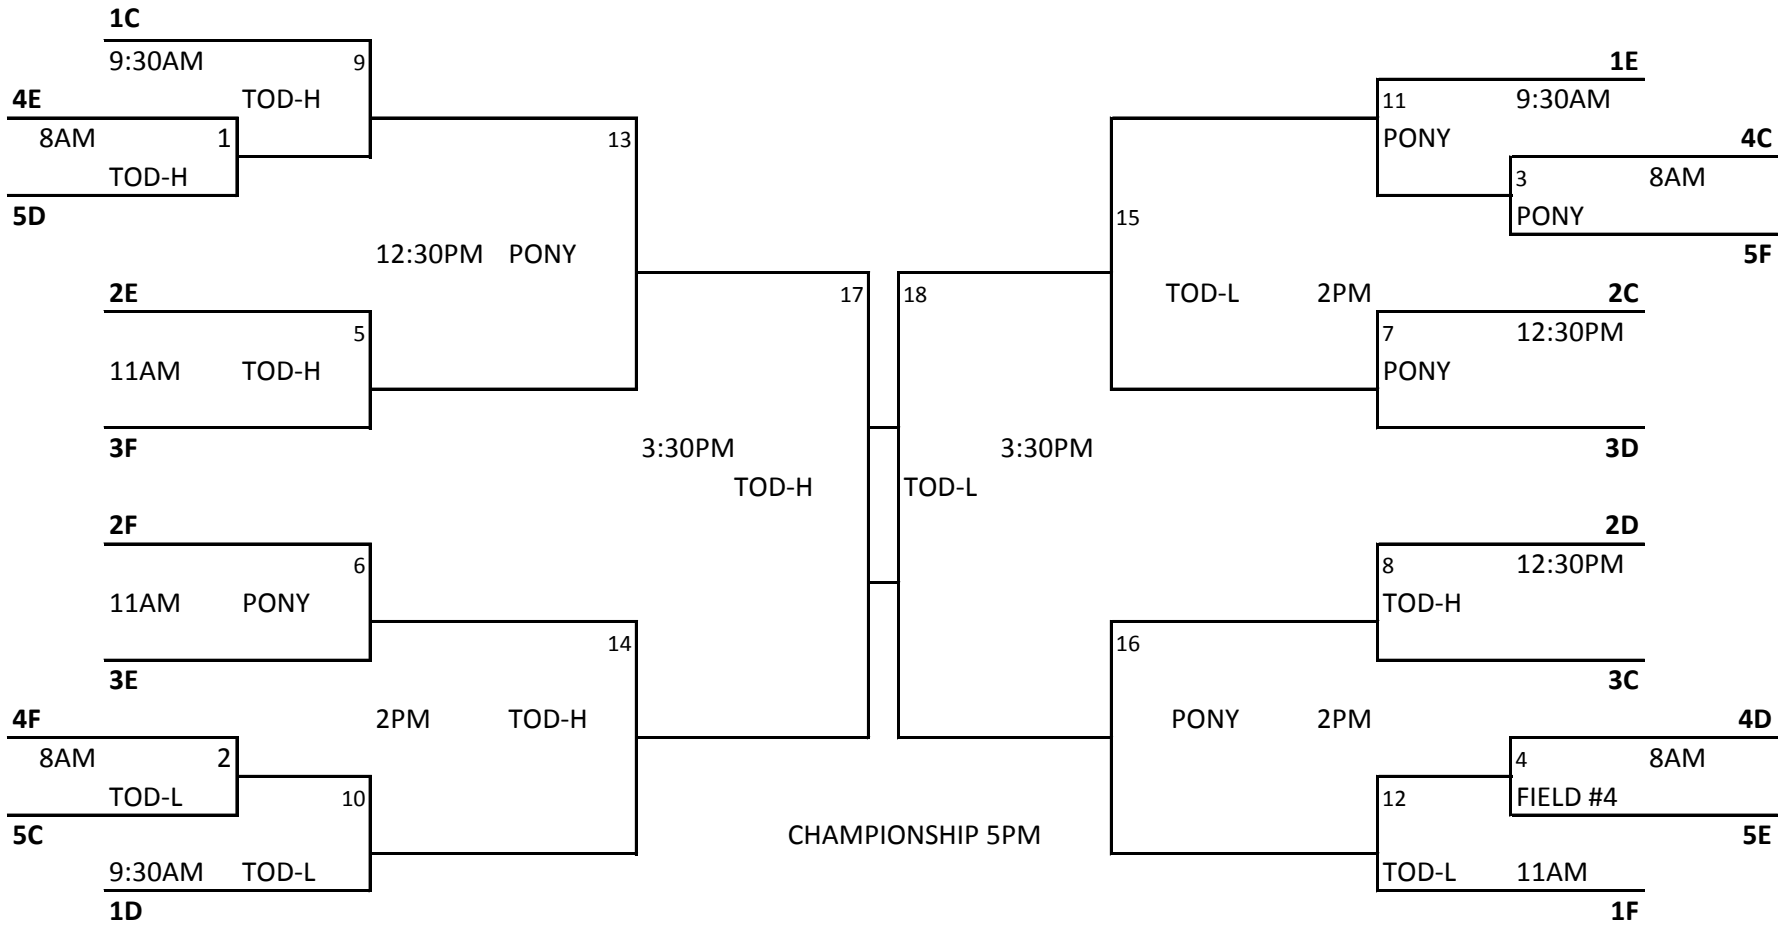 1C
9:30AM 9
1E
4E TOD-H
11 9:30AM
8AM 1
13
PONY
4C
TOD-H
3 8AM
5D
15
PONY
12:30PM PONY
5F
2E
17 18
TOD-L 2PM
2C
5
7 12:30PM
11AM TOD-H
PONY
3F
3:30PM
3:30PM
3D
TOD-H
TOD-L
2F
2D
6
8 12:30PM
11AM PONY
TOD-H
14
16
3E
3C
4F
2PM TOD-H
PONY 2PM
4D
8AM 2
4 8AM
TOD-L 10
12 FIELD #4
5C
CHAMPIONSHIP 5PM
5E
9:30AM TOD-L
TOD-L 11AM
1D
1F